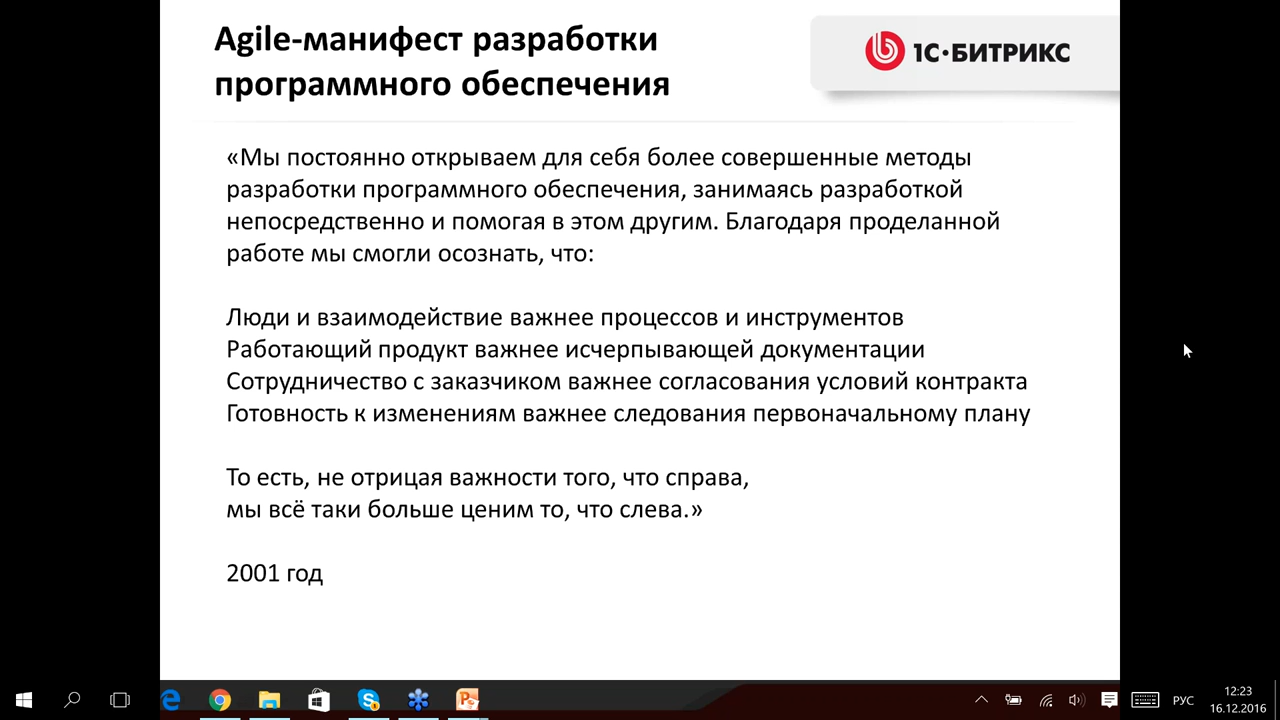 Agile-манифест разработки
программного обеспечения
1С·БИТРИКС
«Мы постоянно открываем для себя более совершенные методы
разработки программного обеспечения, занимаясь разработкой
непосредственно и помогая в этом другим. Благодаря проделанной
работе мы смогли осознать, что:
Люди и взаимодействие важнее процессов и инструментов
Работающий продукт важнее исчерпывающей документации
Сотрудничество с заказчиком важнее согласования условий контракта
Готовность к изменениям важнее следования первоначальному плану
То есть, не отрицая важности того, что справа,
мы всё таки больше ценим то, что слева.»
2001 год
РУС
12:23
16.12.2016